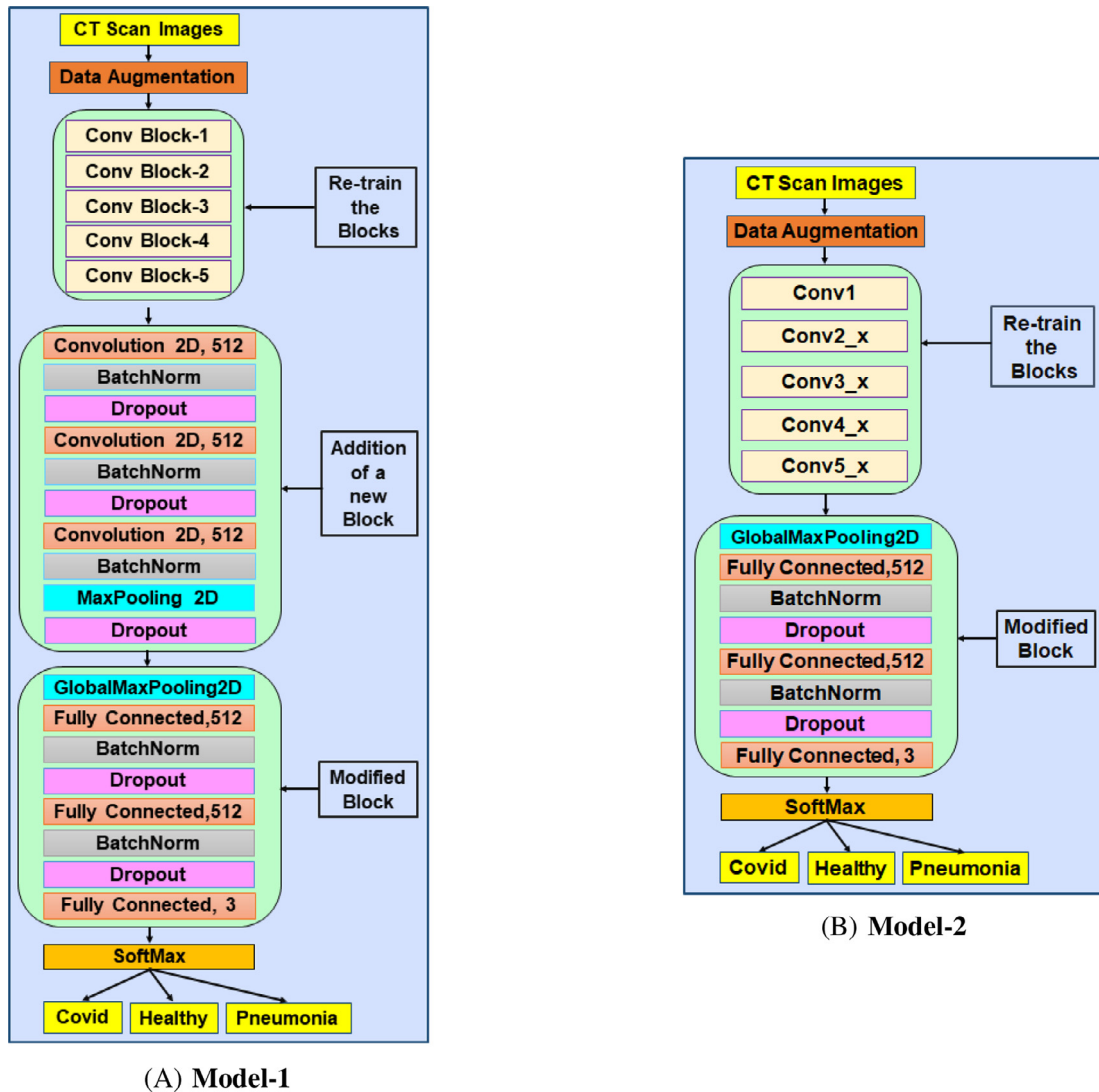 CT Scan Images
Data Augmentation
Conv Block-1
Conv Block-2
Conv Block-3
Conv Block-4
Conv Block-5
Re-train
the
Blocks
Convolution 2D, 512
BatchNorm
Dropout
Convolution 2D, 512
BatchNorm
Dropout
Convolution 2D, 512
BatchNorm
MaxPooling 2D
Dropout
Addition
of a
new
Block
GlobalMaxPooling2D
Fully Connected,512
BatchNorm
Dropout
Fully Connected,512
BatchNorm
Dropout
Fully Connected, 3
Modified
Block
SoftMax
Covid
Healthy
Pneumonia
(A) Model-1
CT Scan Images
Data Augmentation
Conv1
Conv2_x
Conv3_x
Conv4_x
Conv5_x
Re-train
the
Blocks
GlobalMaxPooling2D
Fully Connected,512
BatchNorm
Dropout
Fully Connected,512
BatchNorm
Dropout
Fully Connected, 3
Modified
Block
SoftMax
Covid
Healthy
Pneumonia
(B) Model-2